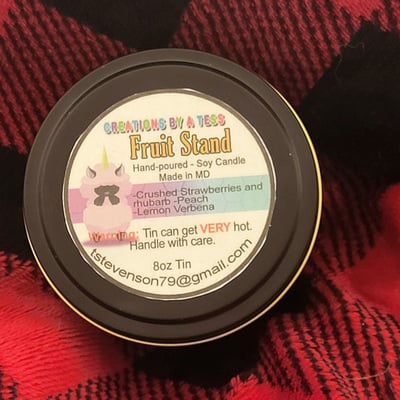 CREATIONS BY A TESS
Fruit Stand
Hand-poured - Soy Candle
Made in MD
-Crushed Strawberries and
rhubarb -Peach
-Lemon Verbena
Warning: Tin can get VERY hot.
Handle with care.
8oz Tin
tstevenson79@gmail.com